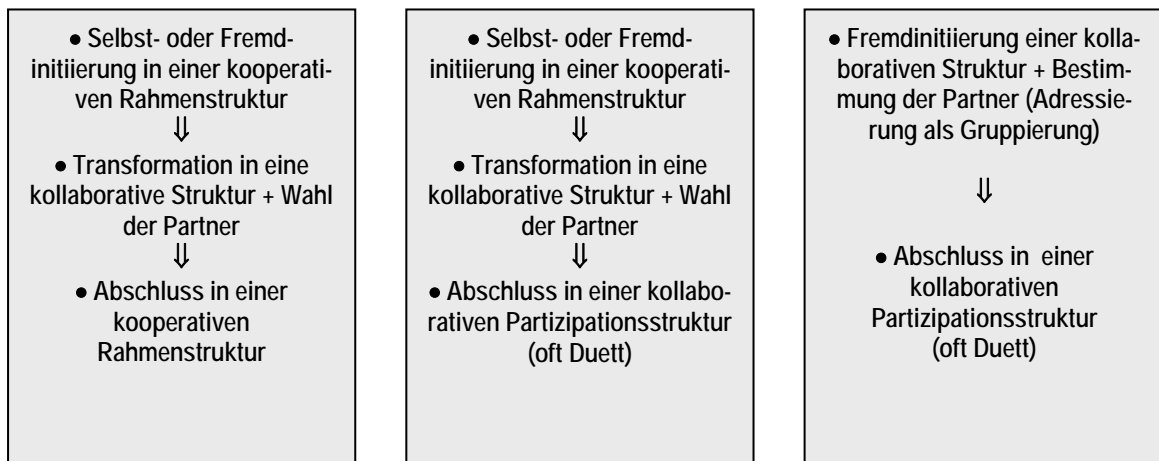 • Selbst- oder Fremd-
initiierung in einer kooperati-
ven Rahmenstruktur
⇓
• Transformation in eine
kollaborative Struktur + Wahl
der Partner
⇓
• Abschluss in einer
kooperativen
Rahmenstruktur
• Selbst- oder Fremd-
initiierung in einer kooperati-
ven Rahmenstruktur
⇓
• Transformation in eine
kollaborative Struktur + Wahl
der Partner
⇓
• Abschluss in einer kollabo-
rativen Partizipationsstruktur
(oft Duett)
• Fremdinitiierung einer kolla-
borativen Struktur + Bestim-
mung der Partner (Adressie-
rung als Gruppierung)
⇓
• Abschluss in einer
kollaborativen
Partizipationsstruktur
(oft Duett)